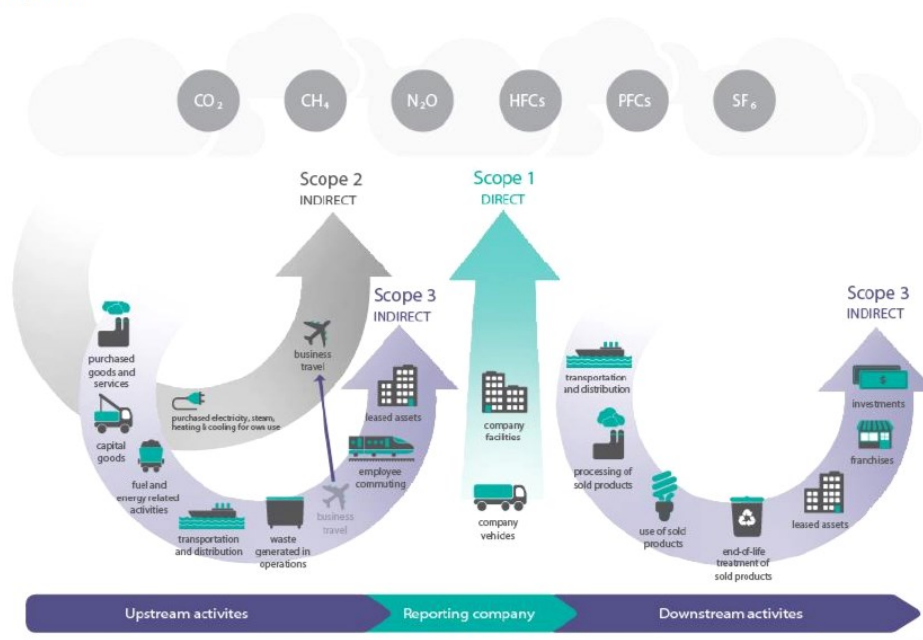 CO₂
CH₄
N₂O
HFCs
PFCs
SF₆
Scope 2
INDIRECT
Scope 1
DIRECT
Scope 3
INDIRECT
Scope 3
INDIRECT
purchased
goods and
services
capital
goods
fuel and
energy related
activities
purchased electricity, steam,
heating & cooling for own use
transportation
and distribution
waste
generated in
operations
business
travel
business
travel
employee
commuting
leased assets
company
facilities
company
vehicles
transportation
and distribution
processing of
sold products
use of sold
products
end-of-life
treatment of
sold products
leased assets
franchises
investments
Upstream activites
Reporting company
Downstream activites